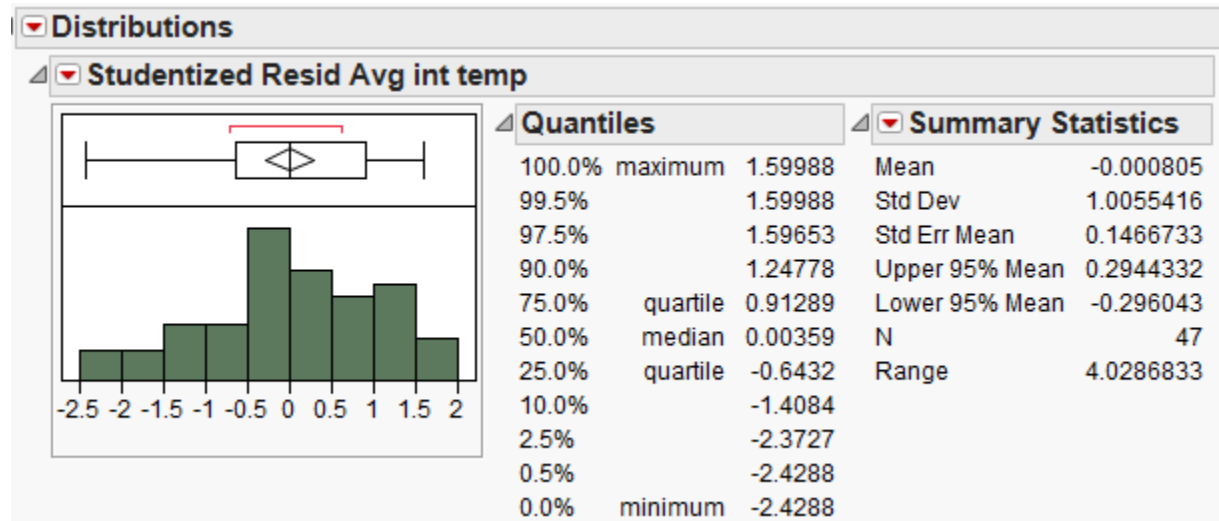 Distributions
Studentized Resid Avg int temp
-2.5 -2 -1.5 -1 -0.5 0 0.5 1 1.5 2
Quantiles
100.0% maximum 1.59988
99.5% 1.59988
97.5% 1.59653
90.0% 1.24778
75.0% quartile 0.91289
50.0% median 0.00359
25.0% quartile -0.6432
10.0% -1.4084
2.5% -2.3727
0.5% -2.4288
0.0% minimum -2.4288
Summary Statistics
Mean -0.000805
Std Dev 1.0055416
Std Err Mean 0.1466733
Upper 95% Mean 0.2944332
Lower 95% Mean -0.296043
N 47
Range 4.0286833